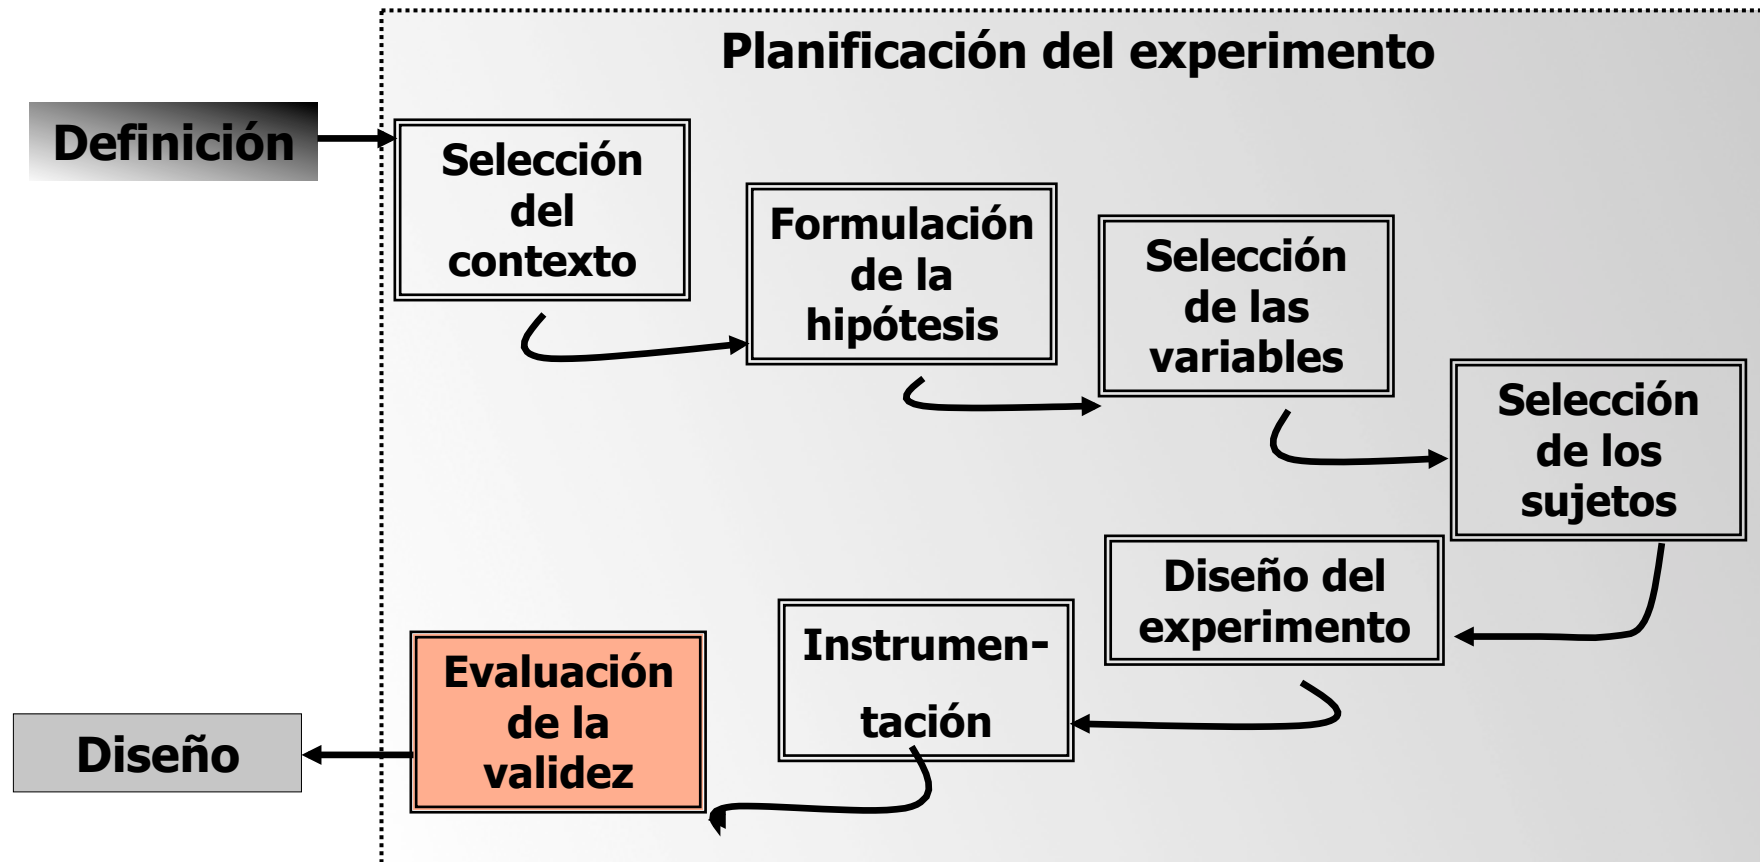 Planificación del experimento
Definición
Selección
del
contexto
Formulación
de la
hipótesis
Selección
de las
variables
Selección
de los
sujetos
Diseño del
experimento
Instrumen-
tación
Evaluación
de la
validez
Diseño